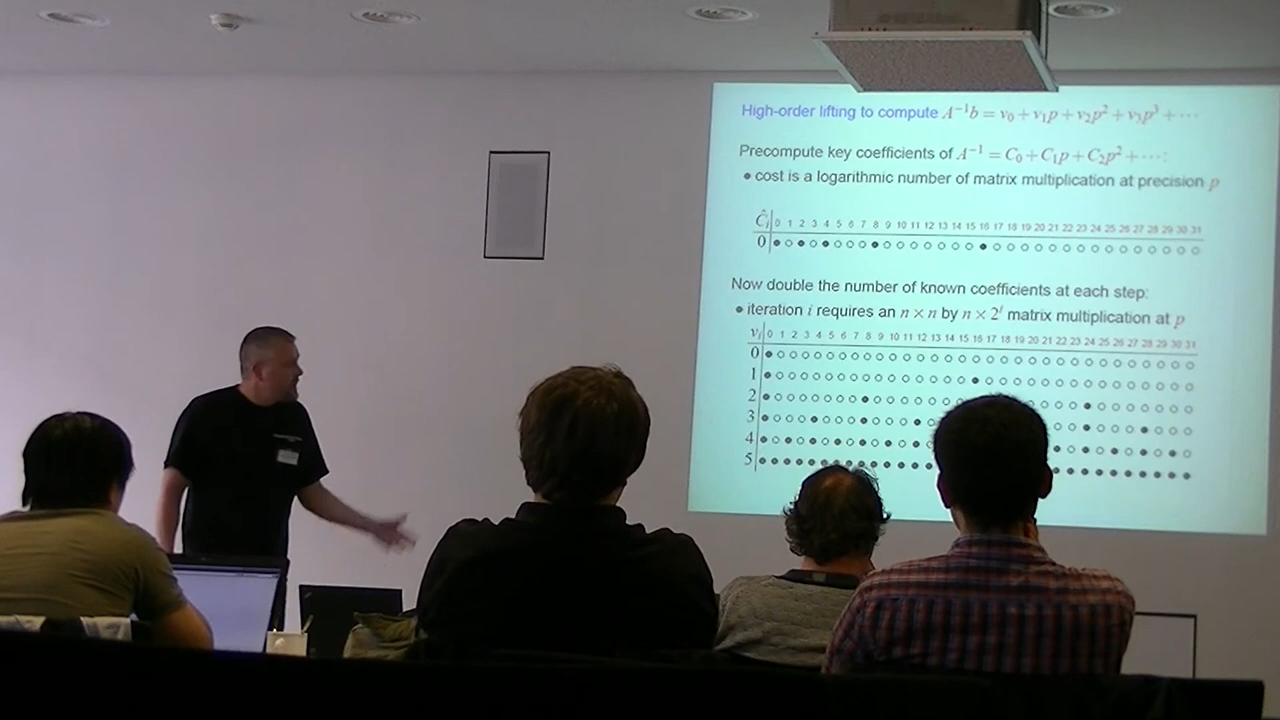 High-order lifting to compute A⁻¹b = v₀ + v₁p + v₂p² + v₃p³ + ···
Precompute key coefficients of A⁻¹ = C₀ + C₁p + C₂p² + ···:
• cost is a logarithmic number of matrix multiplication at precision p
Ĉᵢ 0 1 2 3 4 5 6 7 8 9 10 11 12 13 14 15 16 17 18 19 20 21 22 23 24 25 26 27 28 29 30 31
0
Now double the number of known coefficients at each step:
• iteration i requires an n × n by n × 2ⁱ matrix multiplication at p
vᵢ 0 1 2 3 4 5 6 7 8 9 10 11 12 13 14 15 16 17 18 19 20 21 22 23 24 25 26 27 28 29 30 31
0
1
2
3
4
5